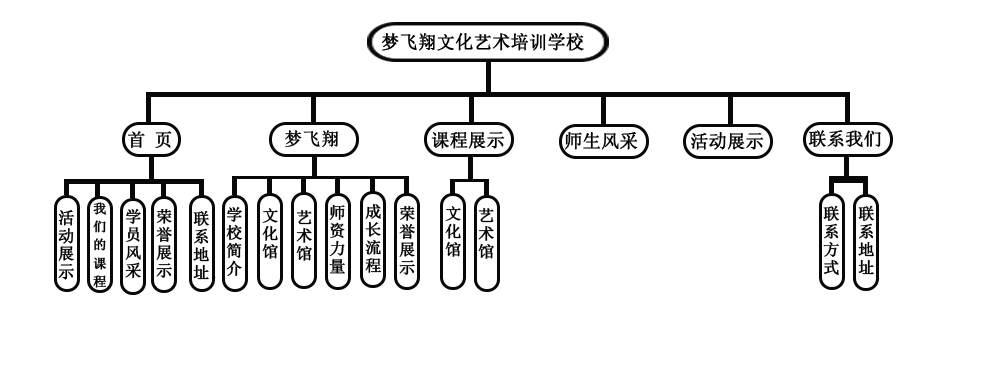 梦飞翔文化艺术培训学校
首 页
梦飞翔
课程展示
师生风采
活动展示
联系我们
活动展示
我们的课程
学员风采
荣誉展示
联系地址
学校简介
文化馆
艺术馆
师资力量
成长流程
荣誉展示
文化馆
艺术馆
联系方式
联系地址